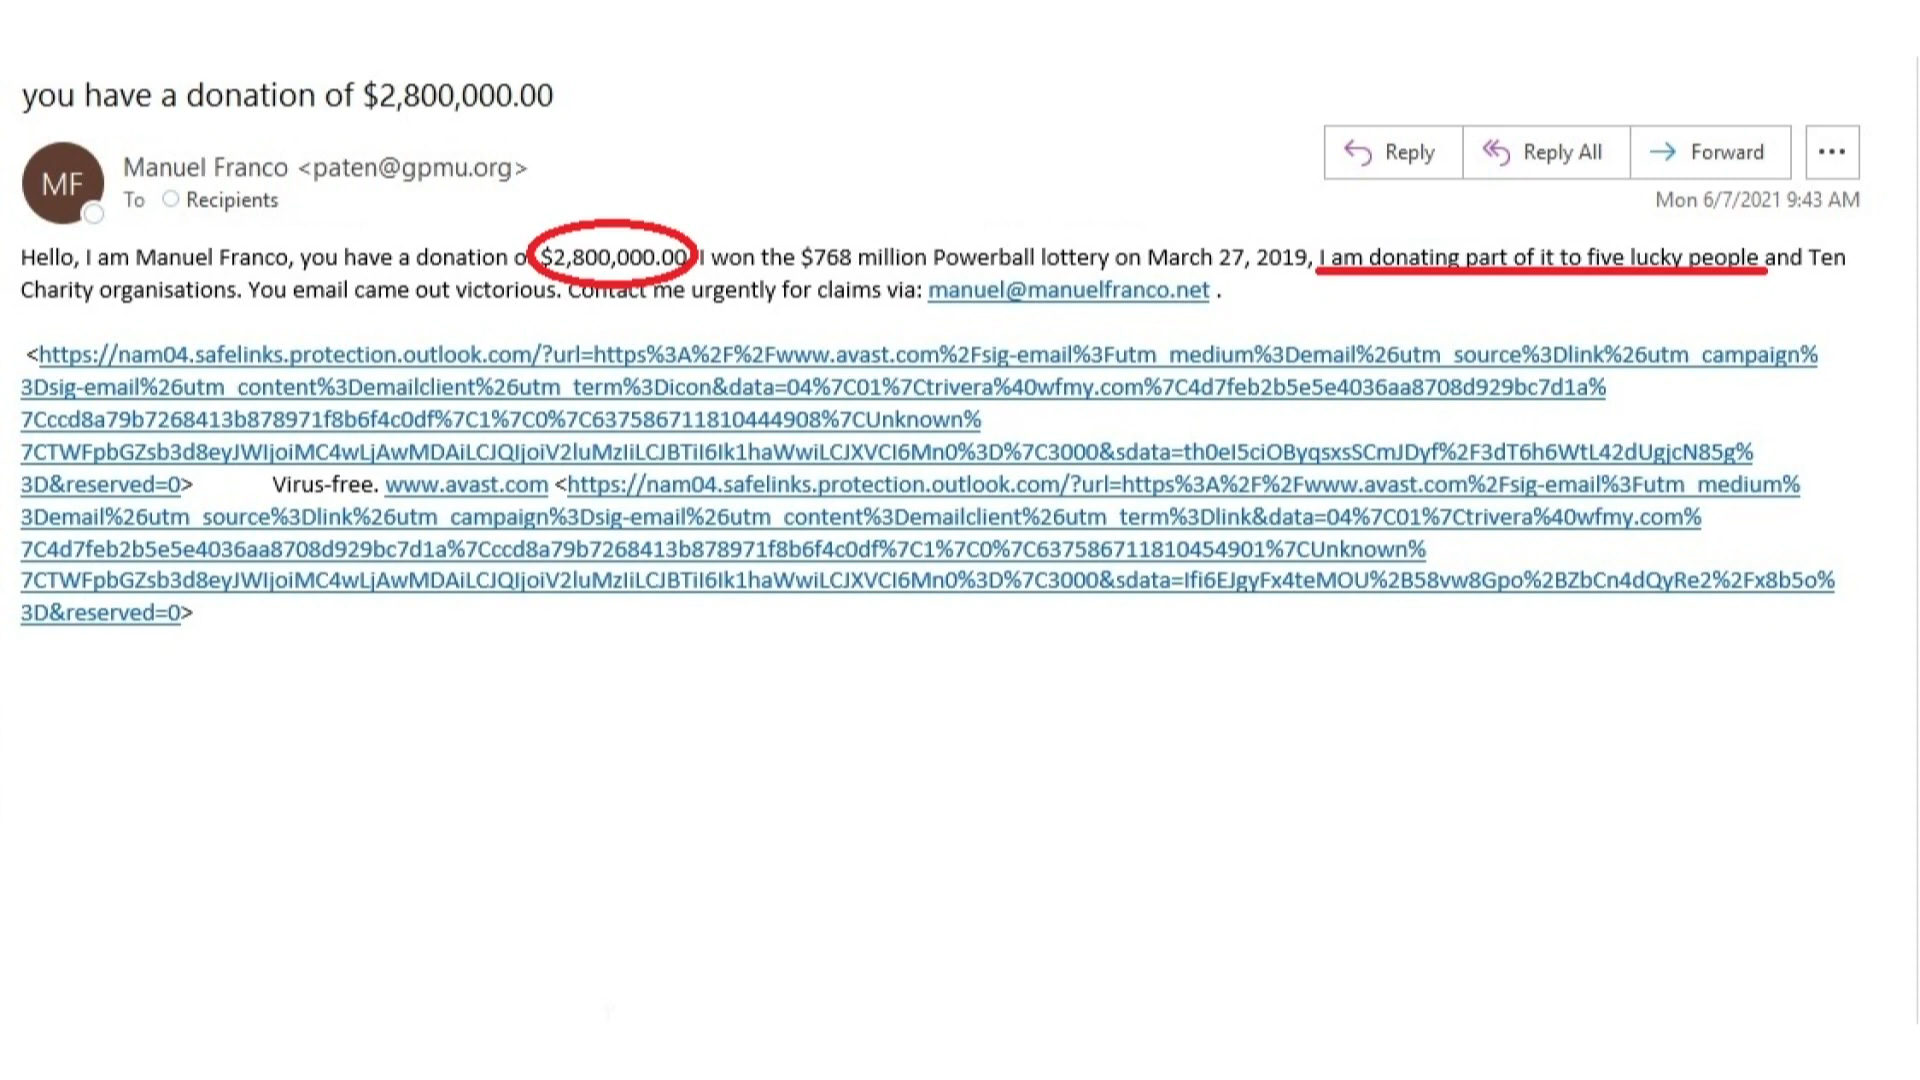 you have a donation of $2,800,000.00
MF
Manuel Franco <paten@gpmu.org>
To Recipients
Reply
Reply All
Forward
...
Mon 6/7/2021 9:43 AM
Hello, I am Manuel Franco, you have a donation o $2,800,000.00 I won the $768 million Powerball lottery on March 27, 2019, I am donating part of it to five lucky people and Ten
Charity organisations. You email came out victorious. Contact me urgently for claims via: manuel@manuelfranco.net .
<https://nam04.safelinks.protection.outlook.com/?url=https%3A%2F%2Fwww.avast.com%2Fsig-email%3Futm_medium%3Demail%26utm_source%3Dlink%26utm_campaign%
3Dsig-email%26utm_content%3Demailclient%26utm_term%3Dicon&data=04%7C01%7Ctrivera%40wfmy.com%7C4d7feb2b5e5e4036aa8708d929bc7d1a%
7Cccd8a79b7268413b878971f8b6f4c0df%7C1%7C0%7C637586711810444908%7CUnknown%
7CTWFpbGZsb3d8eyJWIjoiMC4wLjAwMDAiLCJQIjoiV2luMzIiLCJBTiI6Ik1haWwiLCJXVCI6Mn0%3D%7C3000&sdata=th0eI5ciOByqsxsSCmJDyf%2F3dT6h6WtL42dUgjcN85g%
3D&reserved=0> Virus-free. www.avast.com <https://nam04.safelinks.protection.outlook.com/?url=https%3A%2F%2Fwww.avast.com%2Fsig-email%3Futm_medium%
3Demail%26utm_source%3Dlink%26utm_campaign%3Dsig-email%26utm_content%3Demailclient%26utm_term%3Dlink&data=04%7C01%7Ctrivera%40wfmy.com%
7C4d7feb2b5e5e4036aa8708d929bc7d1a%7Cccd8a79b7268413b878971f8b6f4c0df%7C1%7C0%7C637586711810454901%7CUnknown%
7CTWFpbGZsb3d8eyJWIjoiMC4wLjAwMDAiLCJQIjoiV2luMzIiLCJBTiI6Ik1haWwiLCJXVCI6Mn0%3D%7C3000&sdata=Ifi6EJgyFx4teMOU%2B58vw8Gpo%2BZbCn4dQyRe2%2Fx8b5o%
3D&reserved=0>